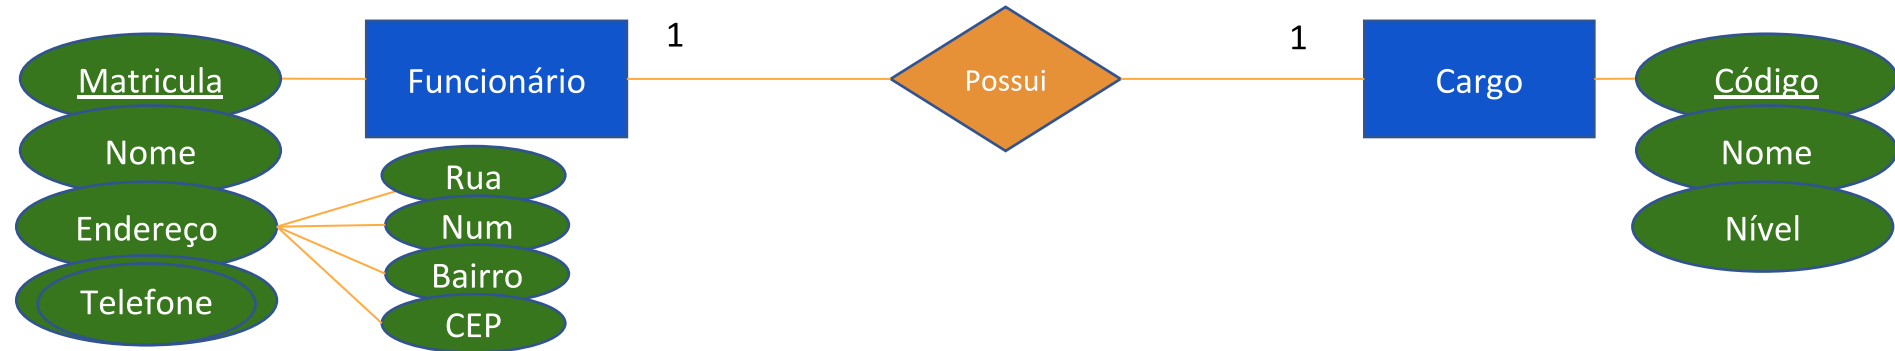 Matricula
Nome
Endereço
Telefone
Funcionário
Rua
Num
Bairro
CEP
1
Possui
1
Cargo
Código
Nome
Nível